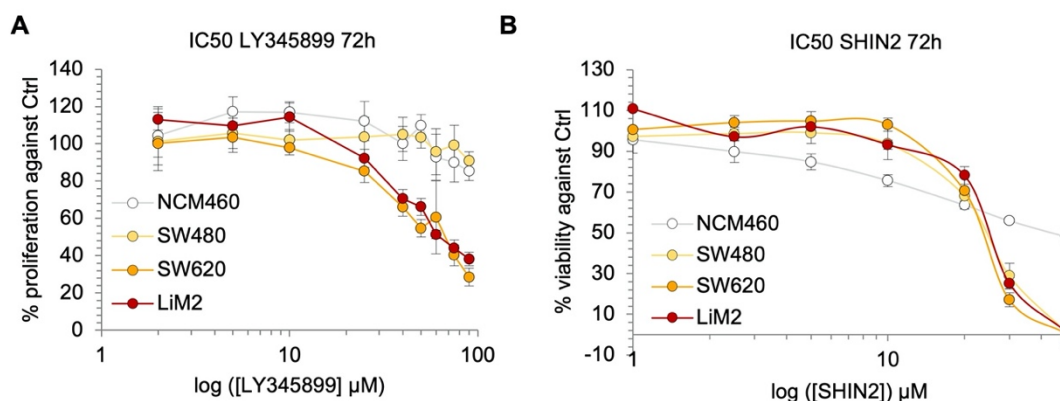 A
IC50 LY345899 72h
% proliferation against Ctrl
140
120
100
80
60
40
20
0
NCM460
SW480
SW620
LiM2
1
10
100
log ([LY345899] µM)
B
IC50 SHIN2 72h
% viability against Ctrl
130
110
90
70
50
30
10
-10
NCM460
SW480
SW620
LiM2
1
10
log ([SHIN2]) µM